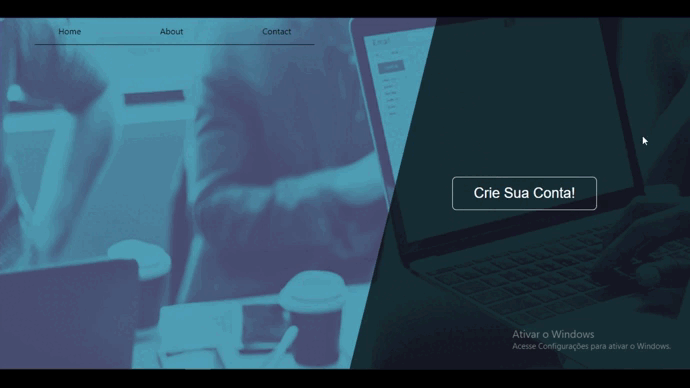 Home About Contact
Crie Sua Conta!
Ativar o Windows
Acesse Configurações para ativar o Windows.